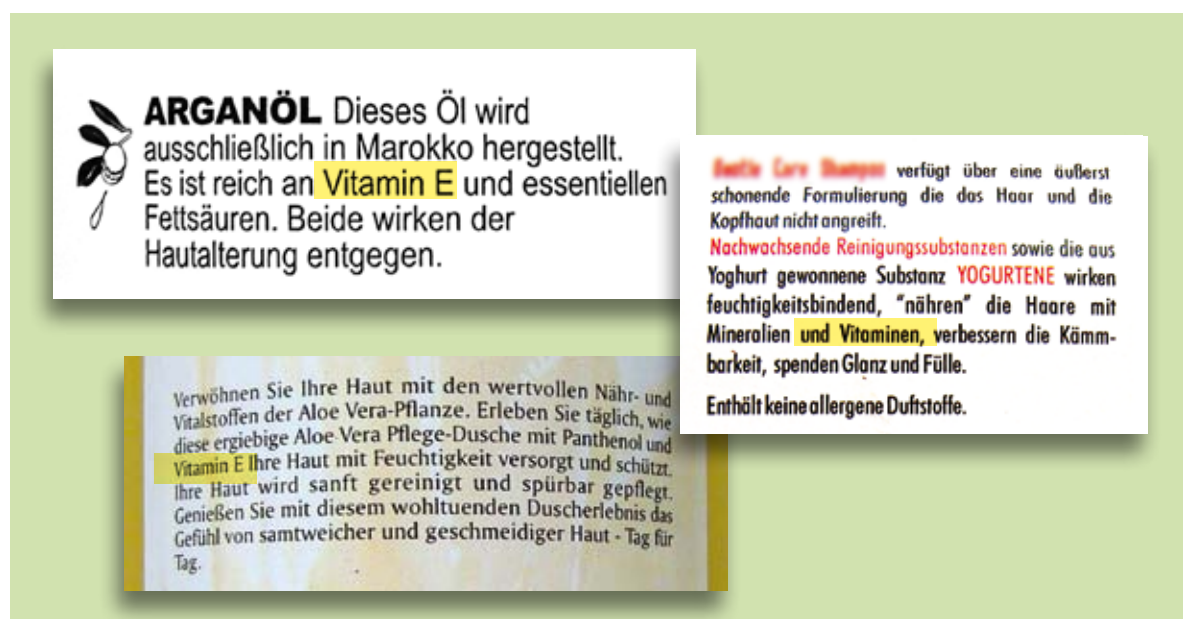 ARGANÖL Dieses Öl wird
ausschließlich in Marokko hergestellt.
Es ist reich an Vitamin E und essentiellen
Fettsäuren. Beide wirken der
Hautalterung entgegen.
verfügt über eine äußerst
schonende Formulierung die das Haar und die
Kopfhaut nicht angreift.
Nachwachsende Reinigungssubstanzen sowie die aus
Yoghurt gewonnene Substanz YOGURTENE wirken
feuchtigkeitsbindend, "nähren" die Haare mit
Mineralien und Vitaminen, verbessern die Kämm-
barkeit, spenden Glanz und Fülle.
Enthält keine allergene Duftstoffe.
Verwöhnen Sie Ihre Haut mit den wertvollen Nähr- und
Vitalstoffen der Aloe Vera-Pflanze. Erleben Sie täglich, wie
diese ergiebige Aloe Vera Pflege-Dusche mit Panthenol und
Vitamin E Ihre Haut mit Feuchtigkeit versorgt und schützt.
Ihre Haut wird sanft gereinigt und spürbar gepflegt.
Genießen Sie mit diesem wohltuenden Duscherlebnis das
Gefühl von samtweicher und geschmeidiger Haut - Tag für
Tag.